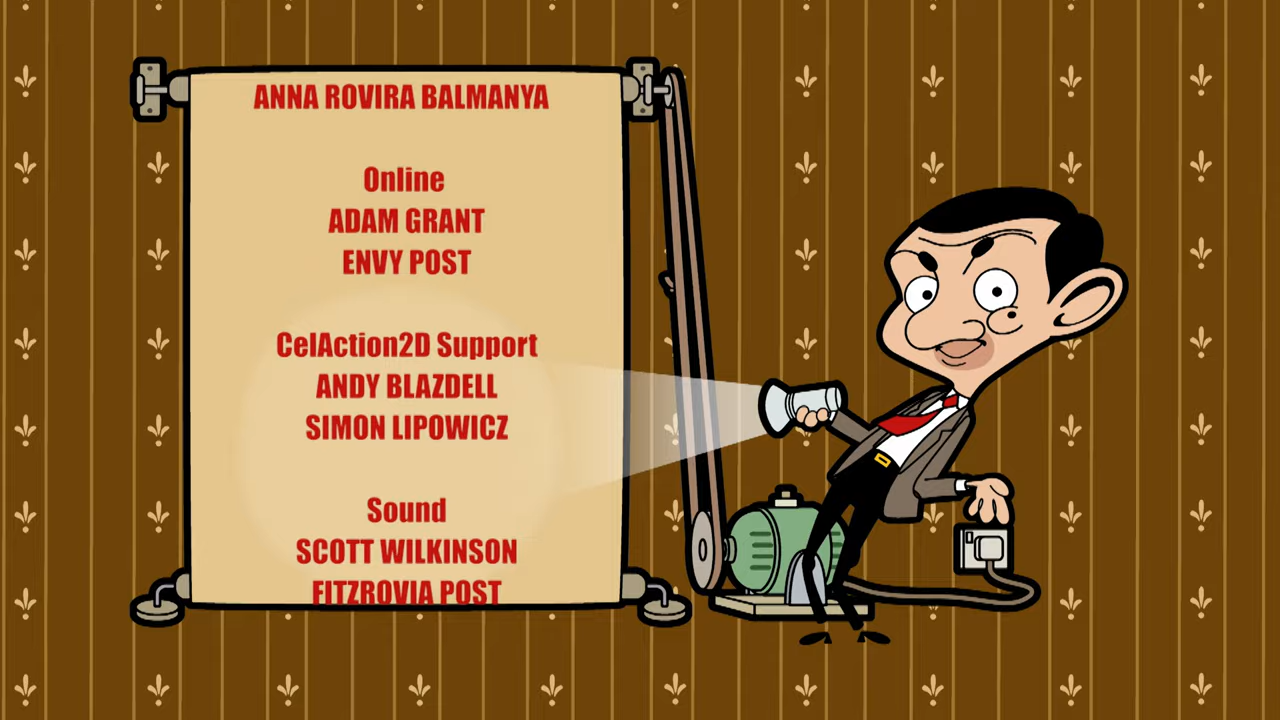 ANNA ROVIRA BALMANYA
Online
ADAM GRANT
ENVY POST
CelAction2D Support
ANDY BLAZDELL
SIMON LIPOWICZ
Sound
SCOTT WILKINSON
FITZROVIA POST